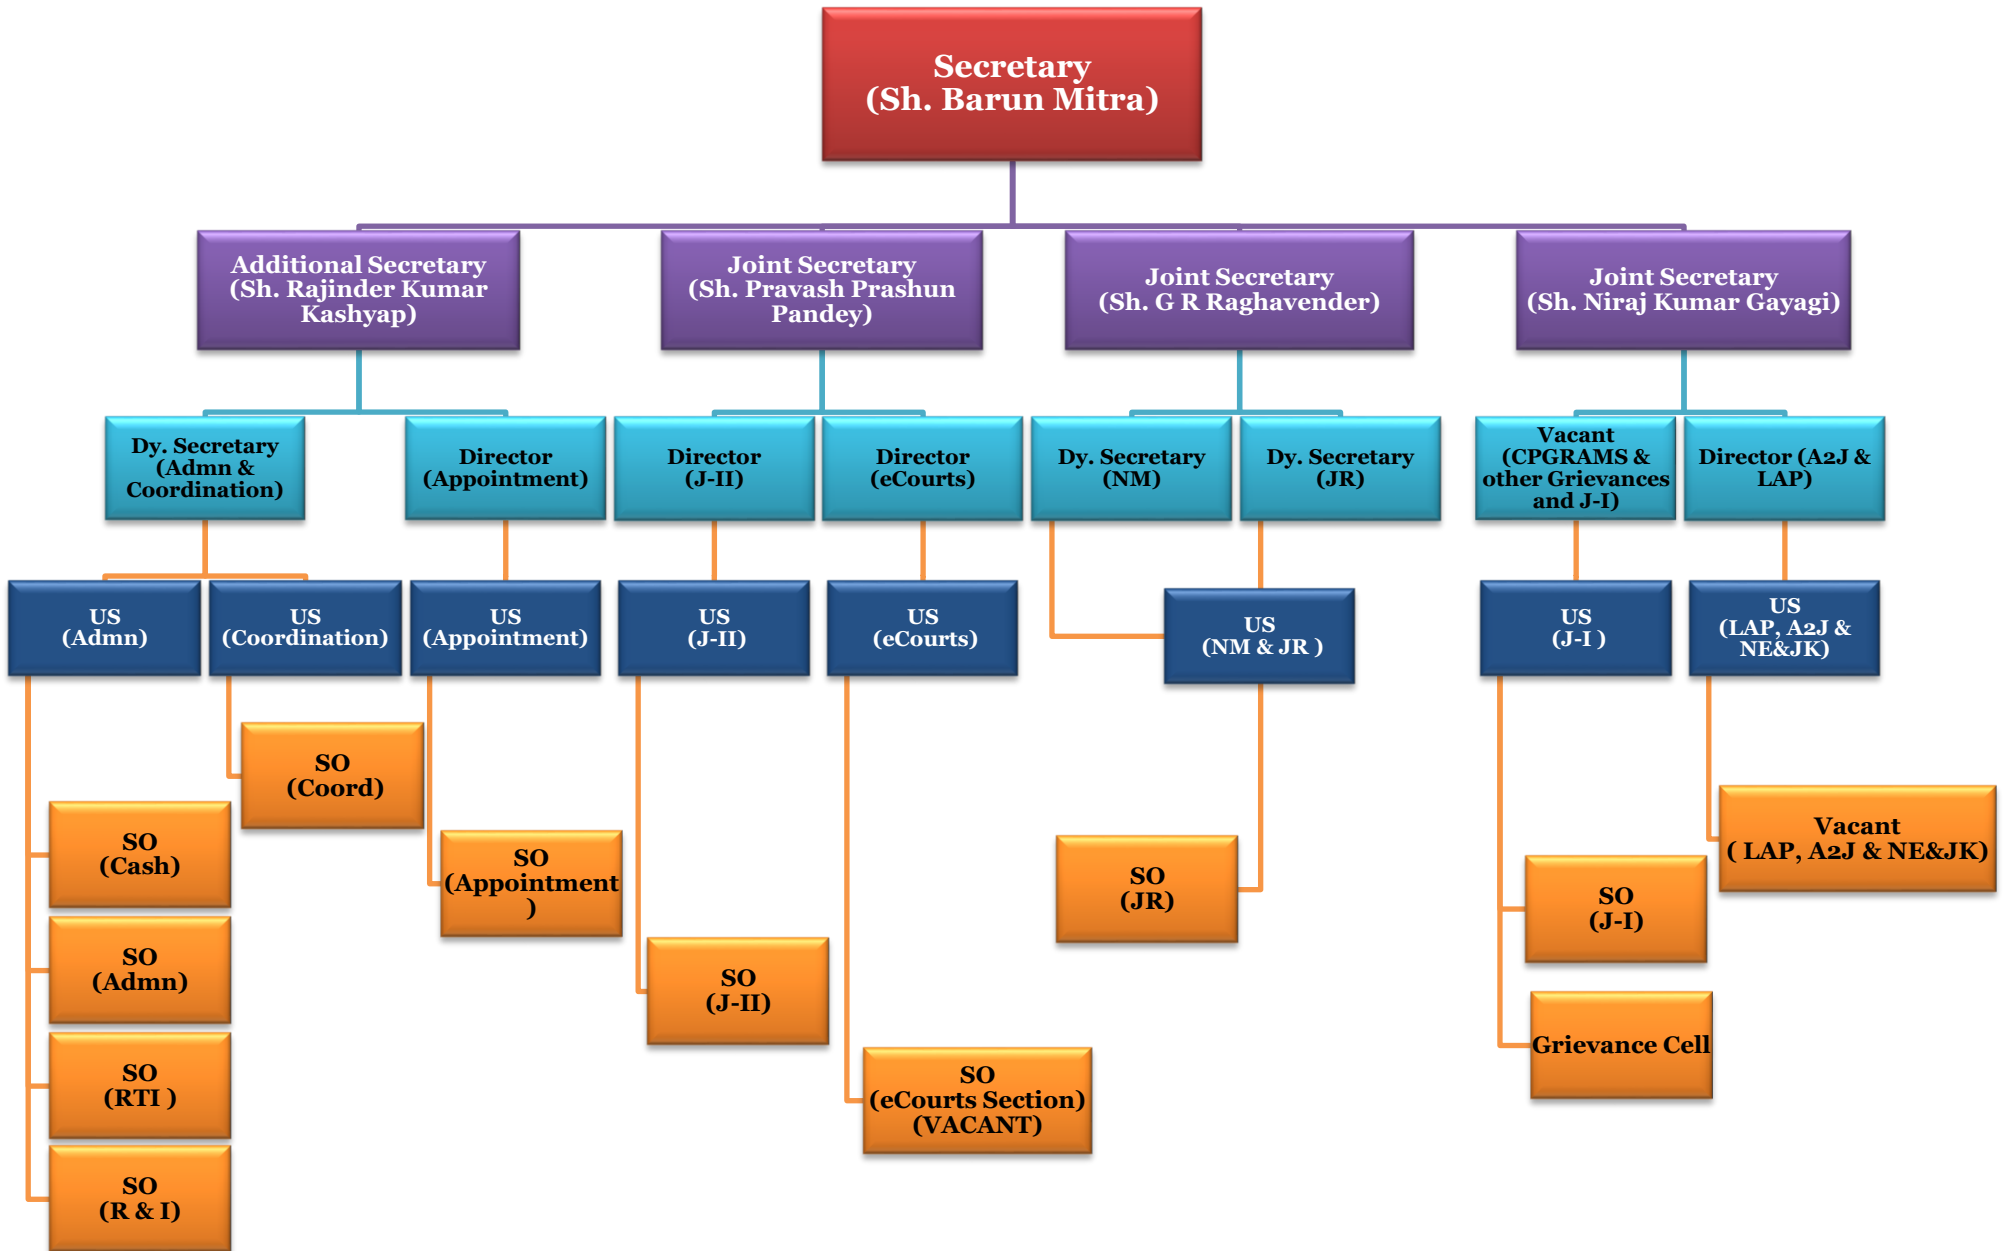 Secretary
(Sh. Barun Mitra)
Additional Secretary
(Sh. Rajinder Kumar
Kashyap)
Joint Secretary
(Sh. Pravash Prashun
Pandey)
Joint Secretary
(Sh. G R Raghavender)
Joint Secretary
(Sh. Niraj Kumar Gayagi)
Dy. Secretary
(Admn &
Coordination)
Director
(Appointment)
Director
(J-II)
Director
(eCourts)
Dy. Secretary
(NM)
Dy. Secretary
(JR)
Vacant
(CPGRAMS &
other Grievances
and J-I)
Director (A2J &
LAP)
US
(Admn)
US
(Coordination)
US
(Appointment)
US
(J-II)
US
(eCourts)
US
(NM & JR )
US
(J-I )
US
(LAP, A2J &
NE&JK)
SO
(Coord)
SO
(Cash)
SO
(Admn)
SO
(RTI )
SO
(R & I)
SO
(Appointment
)
SO
(J-II)
SO
(eCourts Section)
(VACANT)
SO
(JR)
SO
(J-I)
Grievance Cell
Vacant
( LAP, A2J & NE&JK)